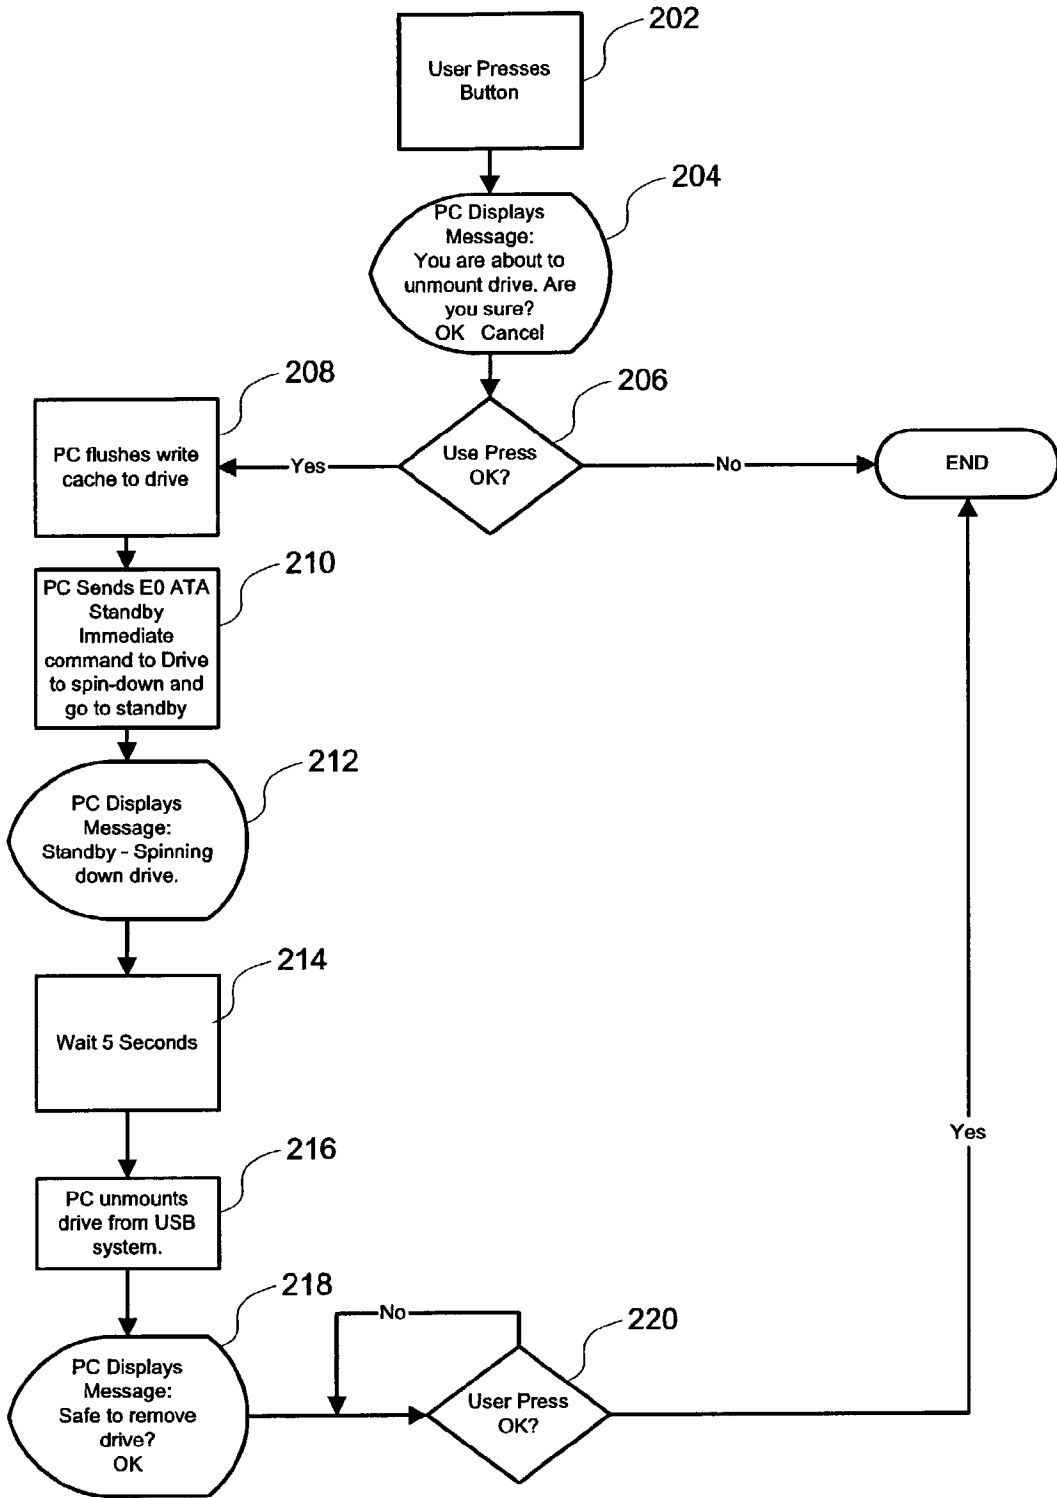 202
User Presses
Button
204
PC Displays
Message:
You are about to
unmount drive. Are
you sure?
OK Cancel
206
Use Press
OK?
Yes
No
END
208
PC flushes write
cache to drive
210
PC Sends E0 ATA
Standby
Immediate
command to Drive
to spin-down and
go to standby
212
PC Displays
Message:
Standby - Spinning
down drive.
214
Wait 5 Seconds
216
PC unmounts
drive from USB
system.
218
PC Displays
Message:
Safe to remove
drive?
OK
No
220
User Press
OK?
Yes